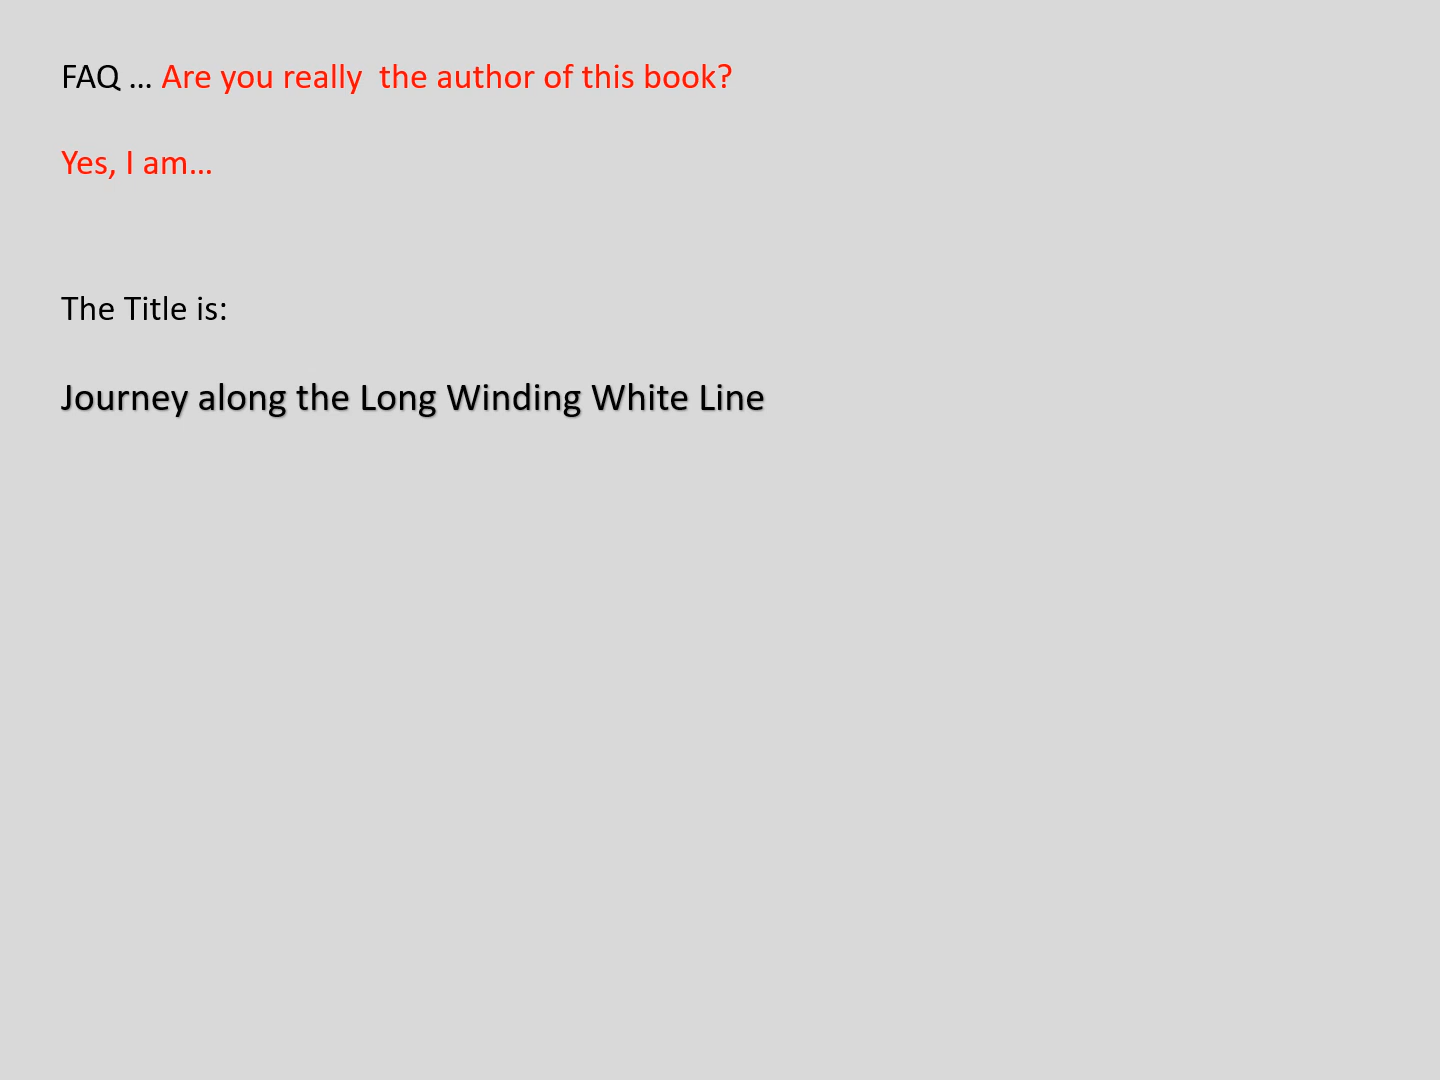 FAQ … Are you really  the author of this book?
Yes, I am…
The Title is:
Journey along the Long Winding White Line